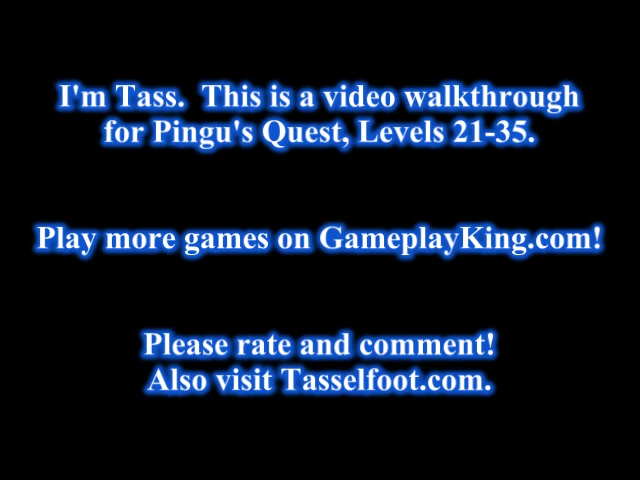 I'm Tass.  This is a video walkthrough
for Pingu's Quest, Levels 21-35.
Play more games on GameplayKing.com!
Please rate and comment!
Also visit Tasselfoot.com.